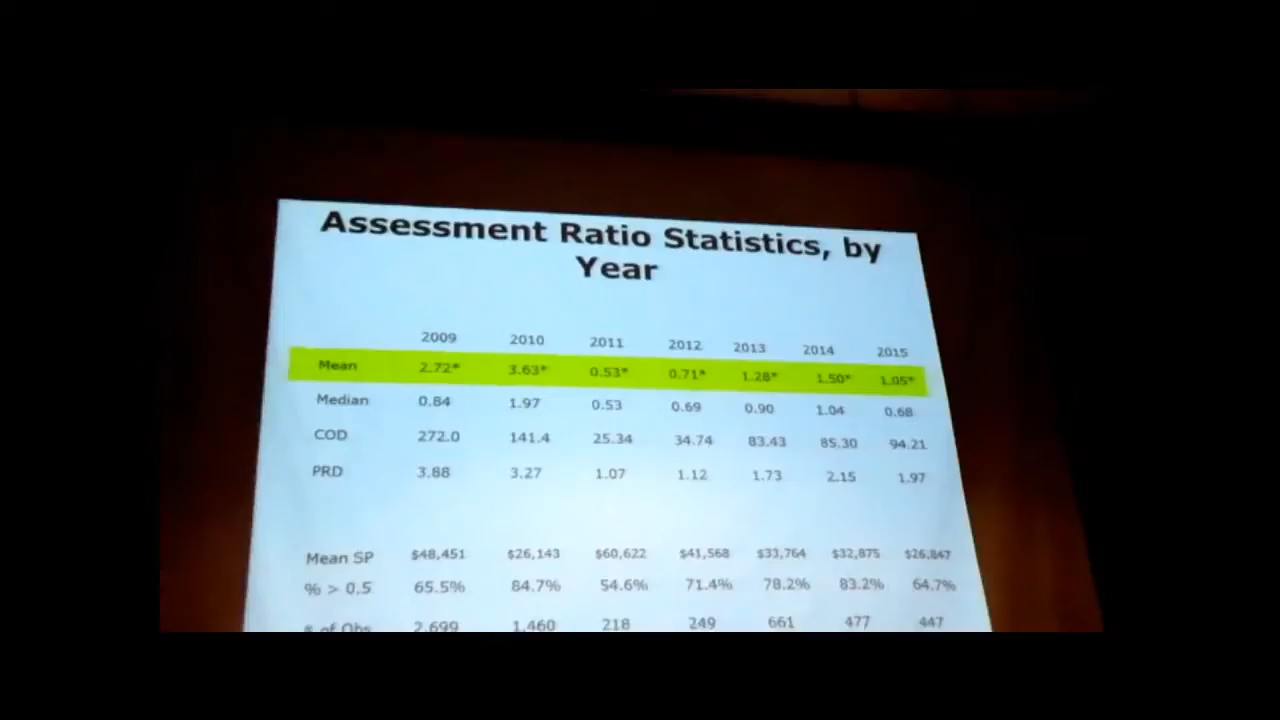 Assessment Ratio Statistics, by
Year
2009 2010 2011 2012 2013 2014 2015
Mean 2.72* 3.63* 0.53* 0.71* 1.28* 1.50* 1.05*
Median 0.84 1.97 0.53 0.69 0.90 1.04 0.68
COD 272.0 141.4 25.34 34.74 83.43 85.30 94.21
PRD 3.88 3.27 1.07 1.12 1.73 2.15 1.97
Mean SP $48,451 $26,143 $60,622 $41,568 $33,764 $32,875 $26,847
% > 0.5 65.5% 84.7% 54.6% 71.4% 78.2% 83.2% 64.7%
of Obs 2,699 1,460 218 249 661 477 447